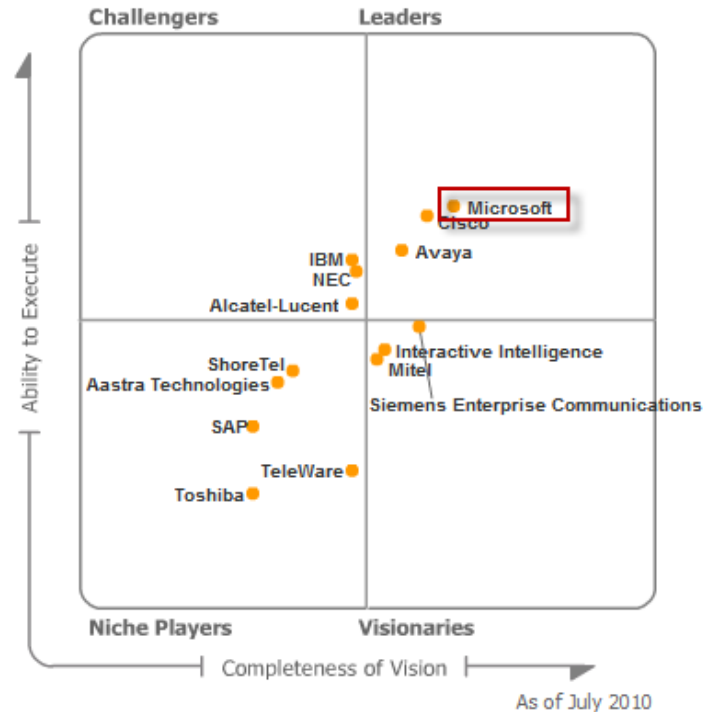 Challengers
Leaders
Microsoft
Cisco
Avaya
IBM
NEC
Alcatel-Lucent
Interactive Intelligence
Mitel
ShoreTel
Aastra Technologies
Siemens Enterprise Communications
SAP
TeleWare
Toshiba
Ability to Execute
Niche Players
Visionaries
Completeness of Vision
As of July 2010